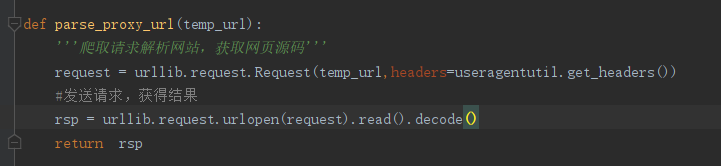 def parse_proxy_url(temp_url):
'''爬取请求解析网站，获取网页源码'''
request = urllib.request.Request(temp_url,headers=useragentutil.get_headers())
#发送请求，获得结果
rsp = urllib.request.urlopen(request).read().decode()
return  rsp